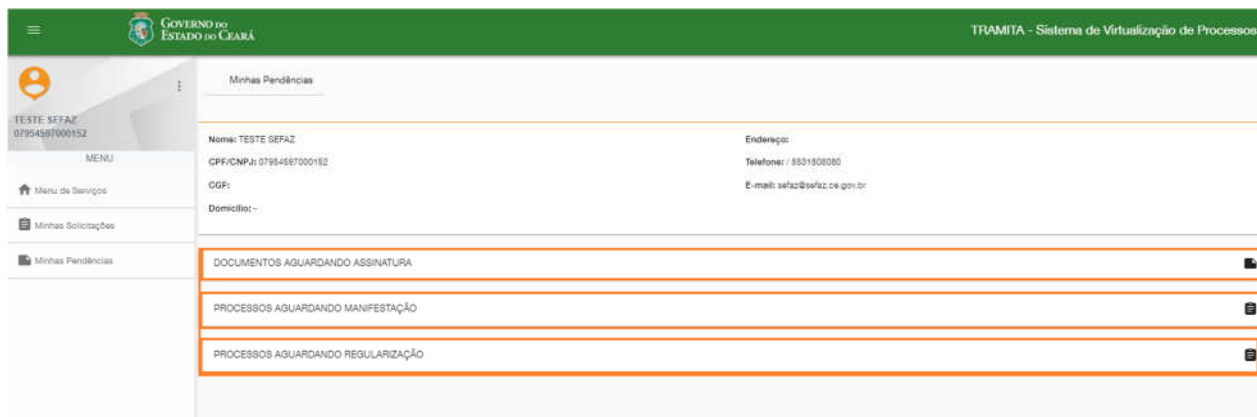 GOVERNO DO
ESTADO DO CEARÁ
TRAMITA - Sistema de Virtualização de Processos
TESTE SEFAZ
07954597000152
MENU
Menu de Serviços
Minhas Solicitações
Minhas Pendências
Minhas Pendências
Nome: TESTE SEFAZ
CPF/CNPJ: 07954597000152
CGF:
Domicílio: -
Endereço:
Telefone: / 8531808080
E-mail: sefaz@sefaz.ce.gov.br
DOCUMENTOS AGUARDANDO ASSINATURA
PROCESSOS AGUARDANDO MANIFESTAÇÃO
PROCESSOS AGUARDANDO REGULARIZAÇÃO